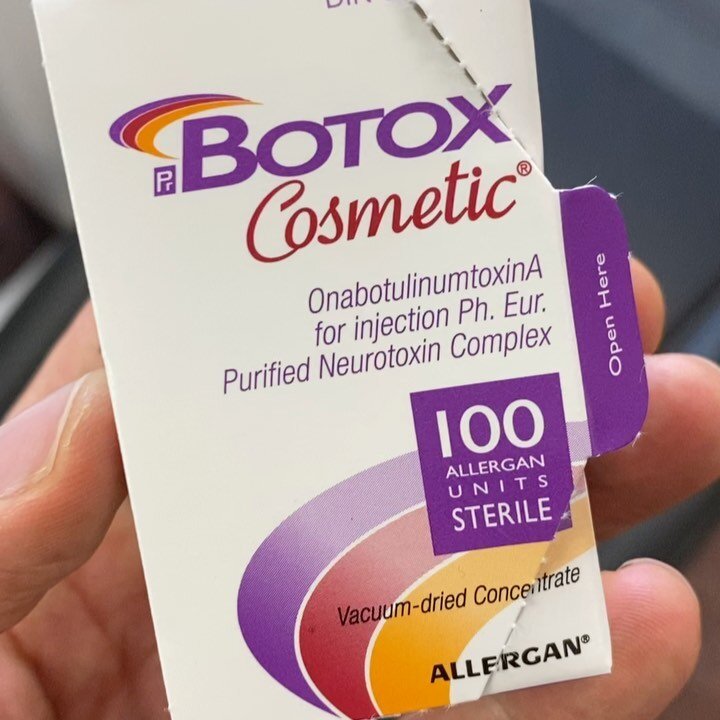 Pr BOTOX
Cosmetic®
OnabotulinumtoxinA
for injection Ph. Eur.
Purified Neurotoxin Complex
Open Here
100
ALLERGAN
UNITS
STERILE
Vacuum-dried Concentrate
ALLERGAN®